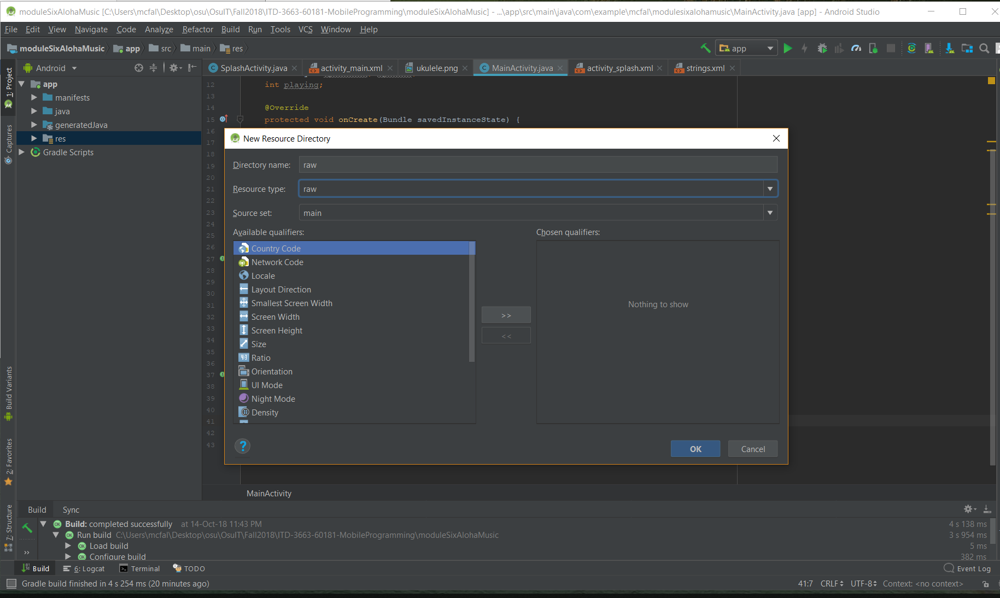 moduleSixAlohaMusic [C:\Users\mcfal\Desktop\osu\OsuIT\Fall2018\ITD-3663-60181-MobileProgramming\moduleSixAlohaMusic] - ...\app\src\main\java\com\example\mcfal\modulesixalohamusic\MainActivity.java [app] - Android Studio
File Edit View Navigate Code Analyze Refactor Build Run Tools VCS Window Help
moduleSixAlohaMusic app src main res app
Android SplashActivity.java activity_main.xml ukulele.png MainActivity.java activity_splash.xml strings.xml
1: Project
Captures
Build Variants
2: Favorites
7: Structure
app
manifests
java
generatedJava
res
Gradle Scripts
12 int playing;
13
14 @Override
15 protected void onCreate(Bundle savedInstanceState) {
16
17
18
19
20
21
22
23
24
25
26
27
28
29
30
31
32
33
34
35
36
37
38
39
40
41
42
43
New Resource Directory
Directory name: raw
Resource type: raw
Source set: main
Available qualifiers: Chosen qualifiers:
Country Code
Network Code
Locale
Layout Direction
Smallest Screen Width
Screen Width
Screen Height
Size
Ratio
Orientation
UI Mode
Night Mode
Density
>>
<<
Nothing to show
? OK Cancel
MainActivity
Build Sync
Build: completed successfully at 14-Oct-18 11:43 PM 4 s 138 ms
Run build C:\Users\mcfal\Desktop\osu\OsuIT\Fall2018\ITD-3663-60181-MobileProgramming\moduleSixAlohaMusic 3 s 954 ms
Load build 5 ms
Configure build 382 ms
Build 6: Logcat Terminal TODO Event Log
Gradle build finished in 4 s 254 ms (20 minutes ago) 41:7 CRLF UTF-8 Context: <no context>